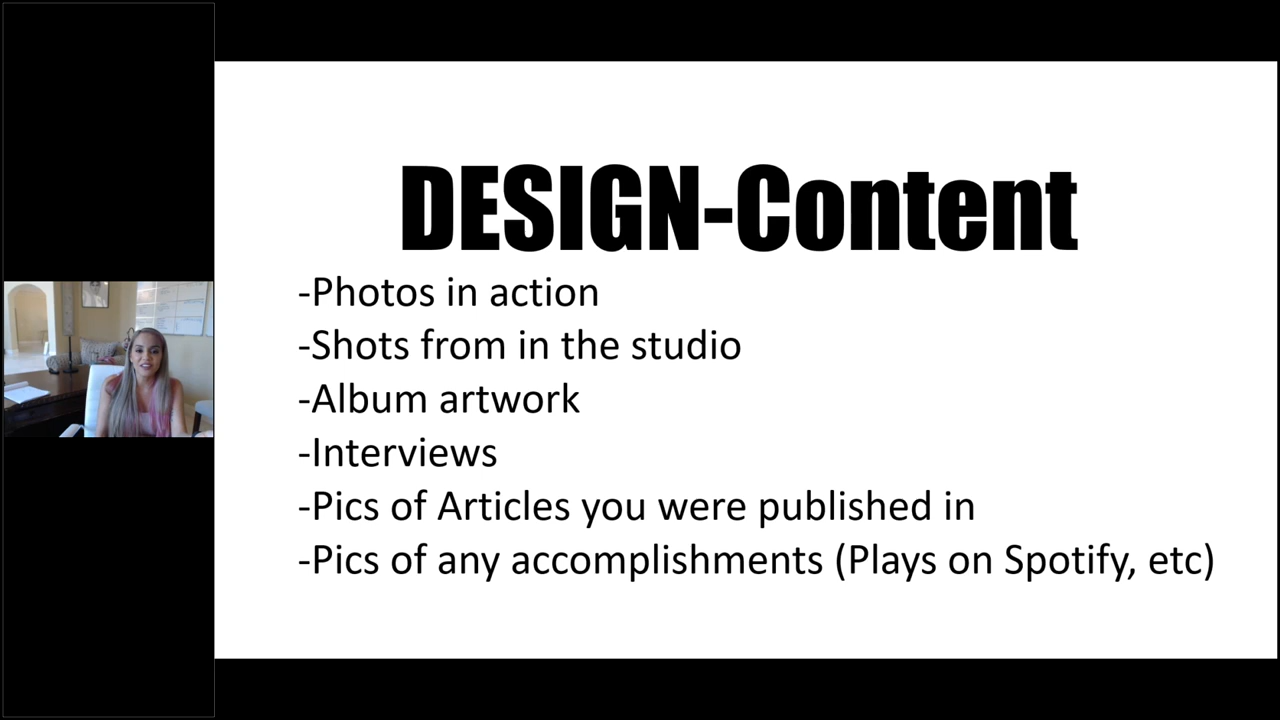 DESIGN-Content
-Photos in action
-Shots from in the studio
-Album artwork
-Interviews
-Pics of Articles you were published in
-Pics of any accomplishments (Plays on Spotify, etc)